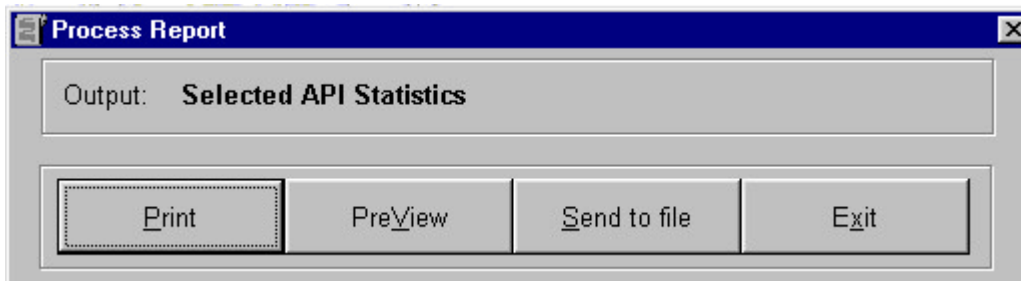 Process Report
Output: Selected API Statistics
Print PreView Send to file Exit